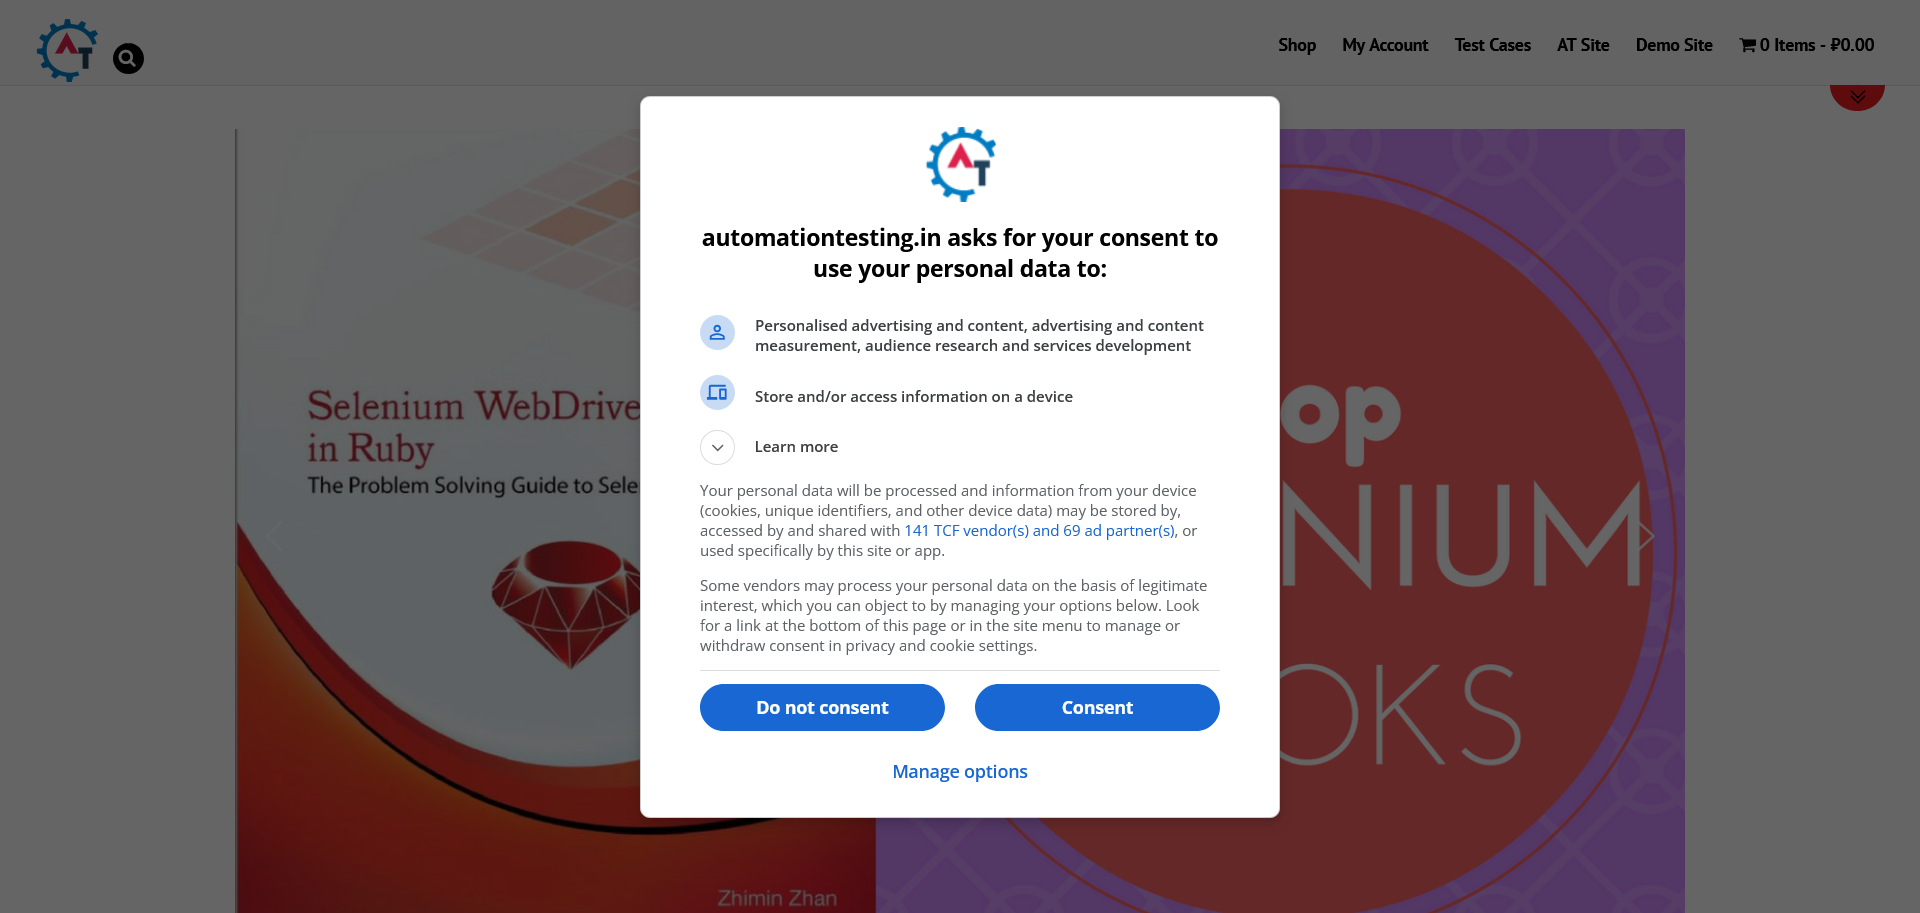 AT
Shop
My Account
Test Cases
AT Site
Demo Site
0 Items - ₽0.00
AT
automationtesting.in asks for your consent to
use your personal data to:
Personalised advertising and content, advertising and content
measurement, audience research and services development
Store and/or access information on a device
Learn more
Your personal data will be processed and information from your device
(cookies, unique identifiers, and other device data) may be stored by,
accessed by and shared with 141 TCF vendor(s) and 69 ad partner(s), or
used specifically by this site or app.
Some vendors may process your personal data on the basis of legitimate
interest, which you can object to by managing your options below. Look
for a link at the bottom of this page or in the site menu to manage or
withdraw consent in privacy and cookie settings.
Do not consent
Consent
Manage options
Selenium WebDrive
in Ruby
The Problem Solving Guide to Sele
Zhimin Zhan
op
NIUM
OKS